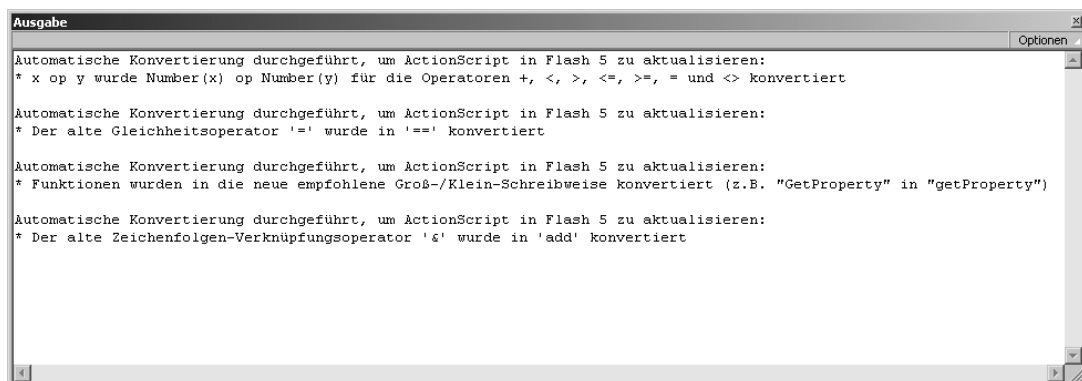 Ausgabe
Optionen
Automatische Konvertierung durchgeführt, um ActionScript in Flash 5 zu aktualisieren:
* x op y wurde Number(x) op Number(y) für die Operatoren +, <, >, <=, >=, = und <> konvertiert
Automatische Konvertierung durchgeführt, um ActionScript in Flash 5 zu aktualisieren:
* Der alte Gleichheitsoperator '=' wurde in '==' konvertiert
Automatische Konvertierung durchgeführt, um ActionScript in Flash 5 zu aktualisieren:
* Funktionen wurden in die neue empfohlene Groß-/Klein-Schreibweise konvertiert (z.B. "GetProperty" in "getProperty")
Automatische Konvertierung durchgeführt, um ActionScript in Flash 5 zu aktualisieren:
* Der alte Zeichenfolgen-Verknüpfungsoperator '&' wurde in 'add' konvertiert